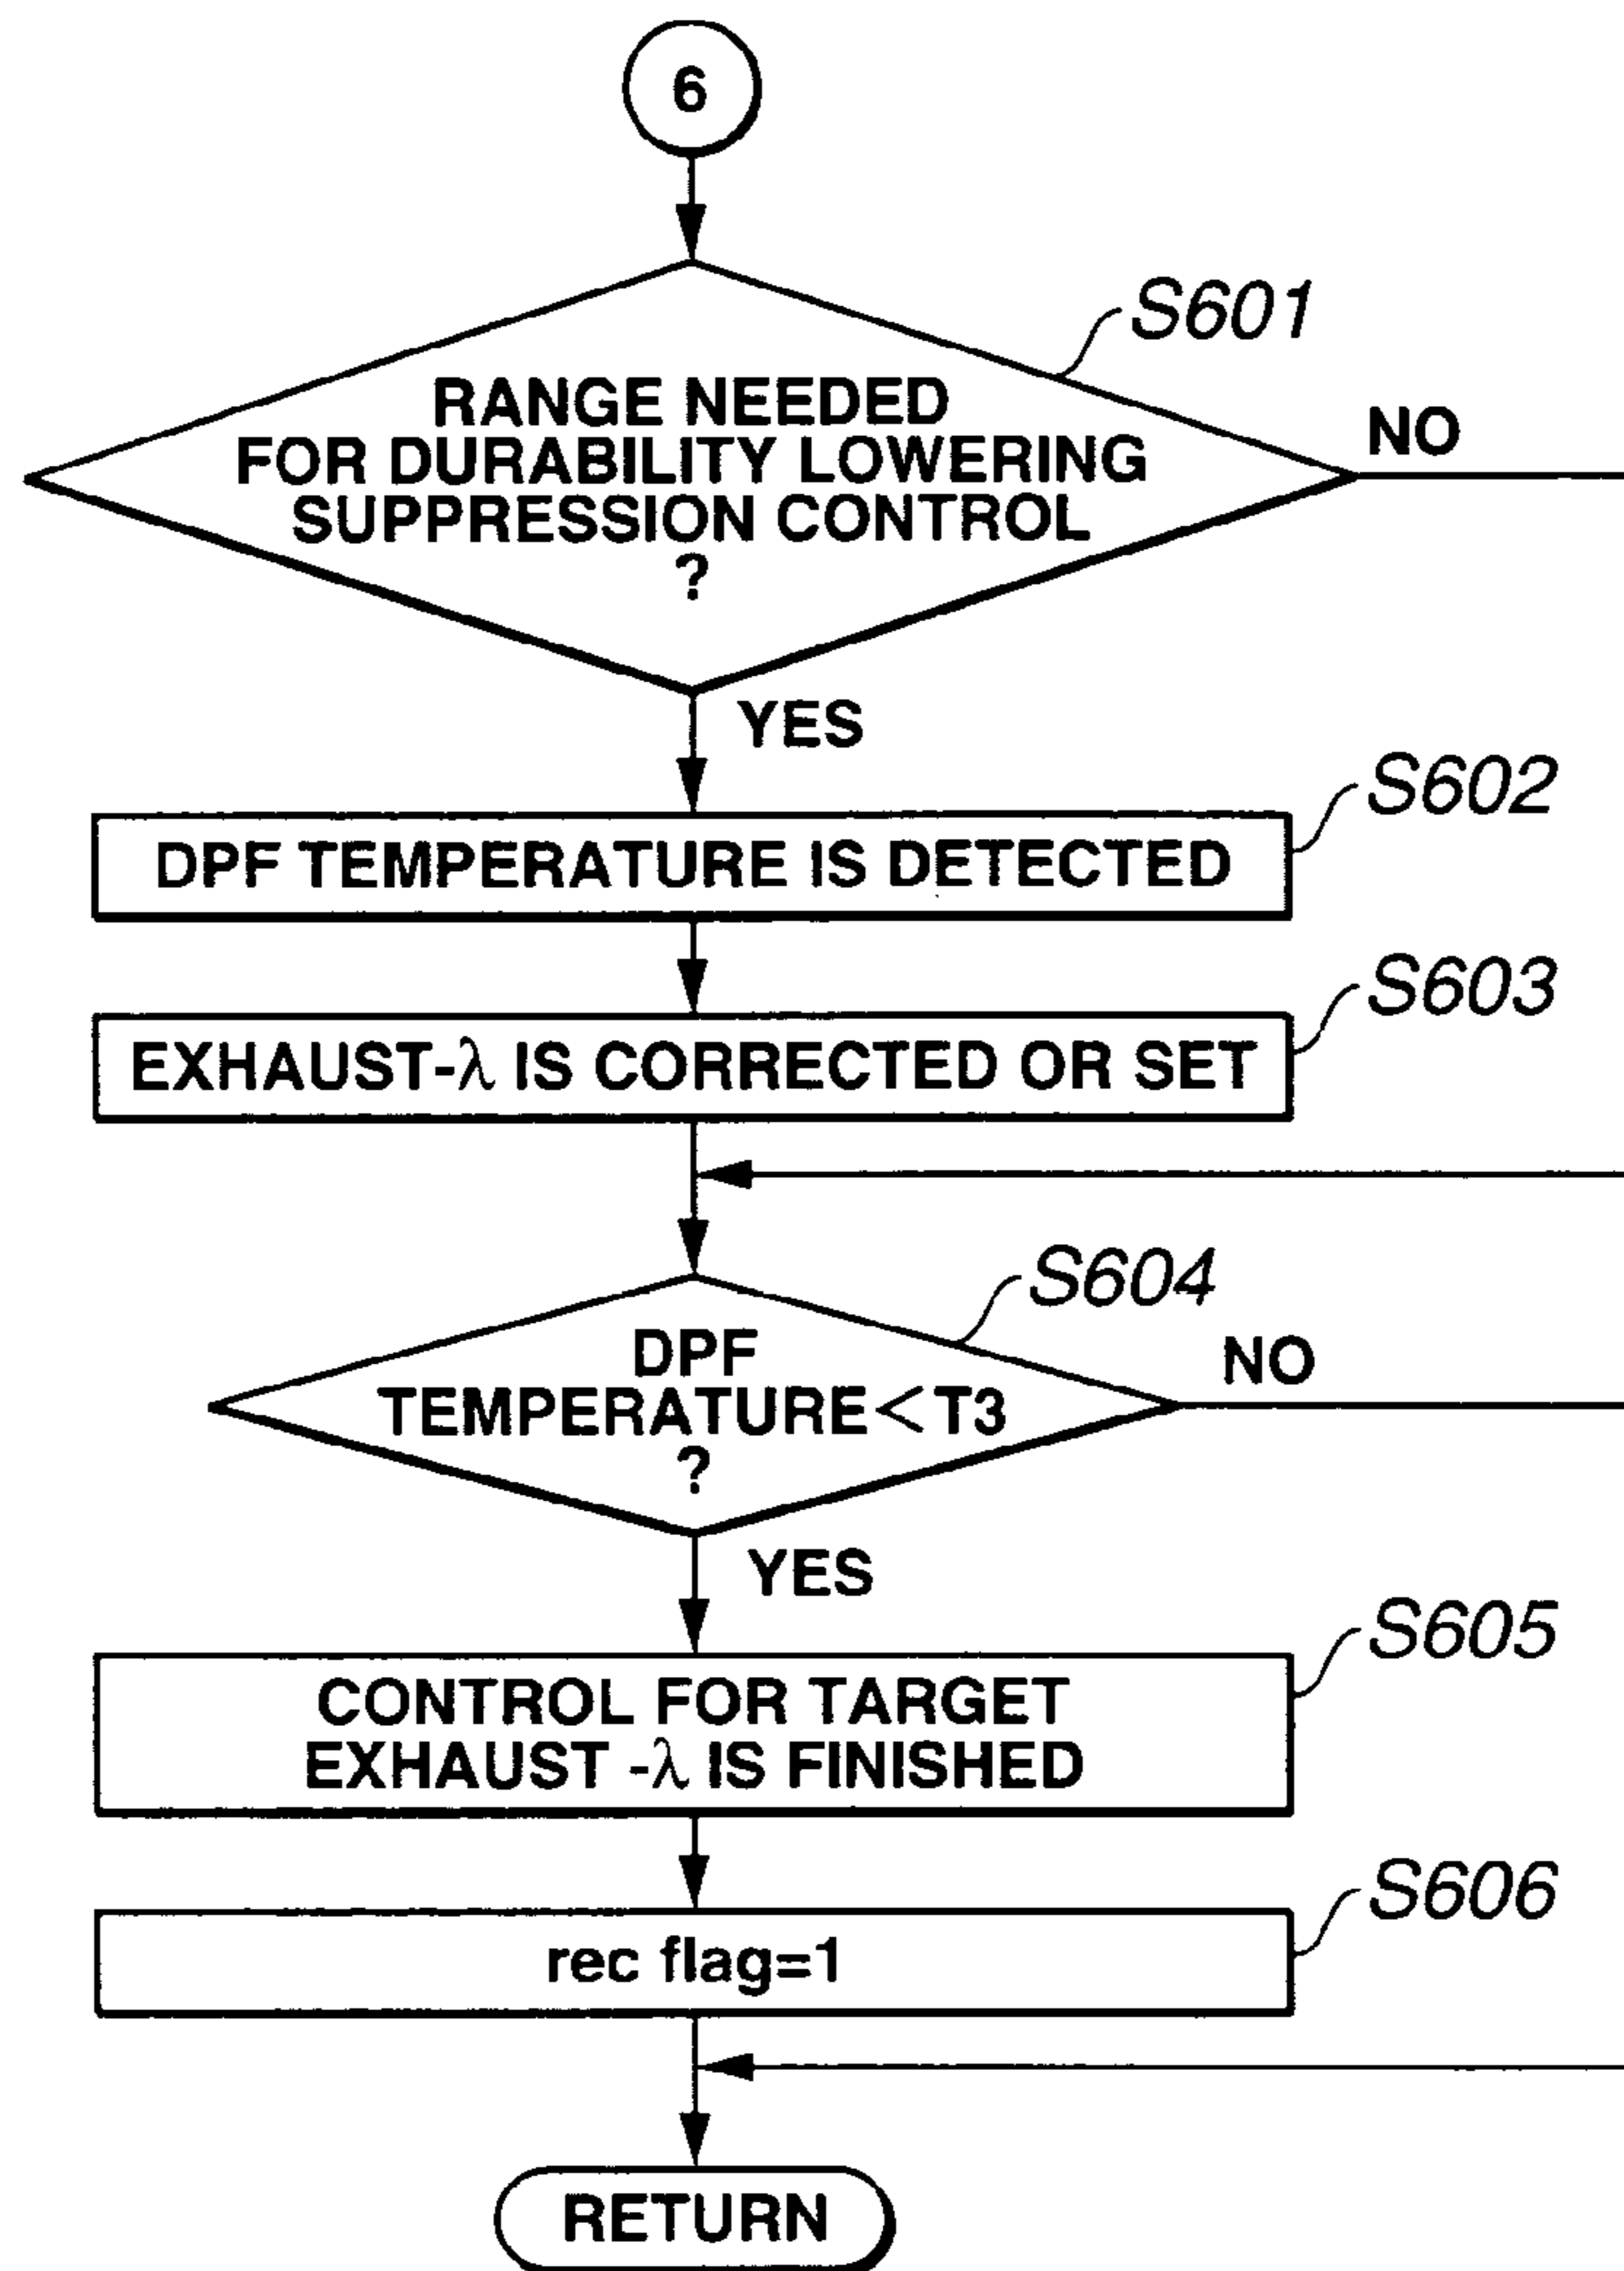 6
S601
RANGE NEEDED
FOR DURABILITY LOWERING
SUPPRESSION CONTROL
?
NO
YES
S602
DPF TEMPERATURE IS DETECTED
S603
EXHAUST-λ IS CORRECTED OR SET
S604
DPF
TEMPERATURE<T3
?
NO
YES
S605
CONTROL FOR TARGET
EXHAUST -λ IS FINISHED
S606
rec flag=1
RETURN